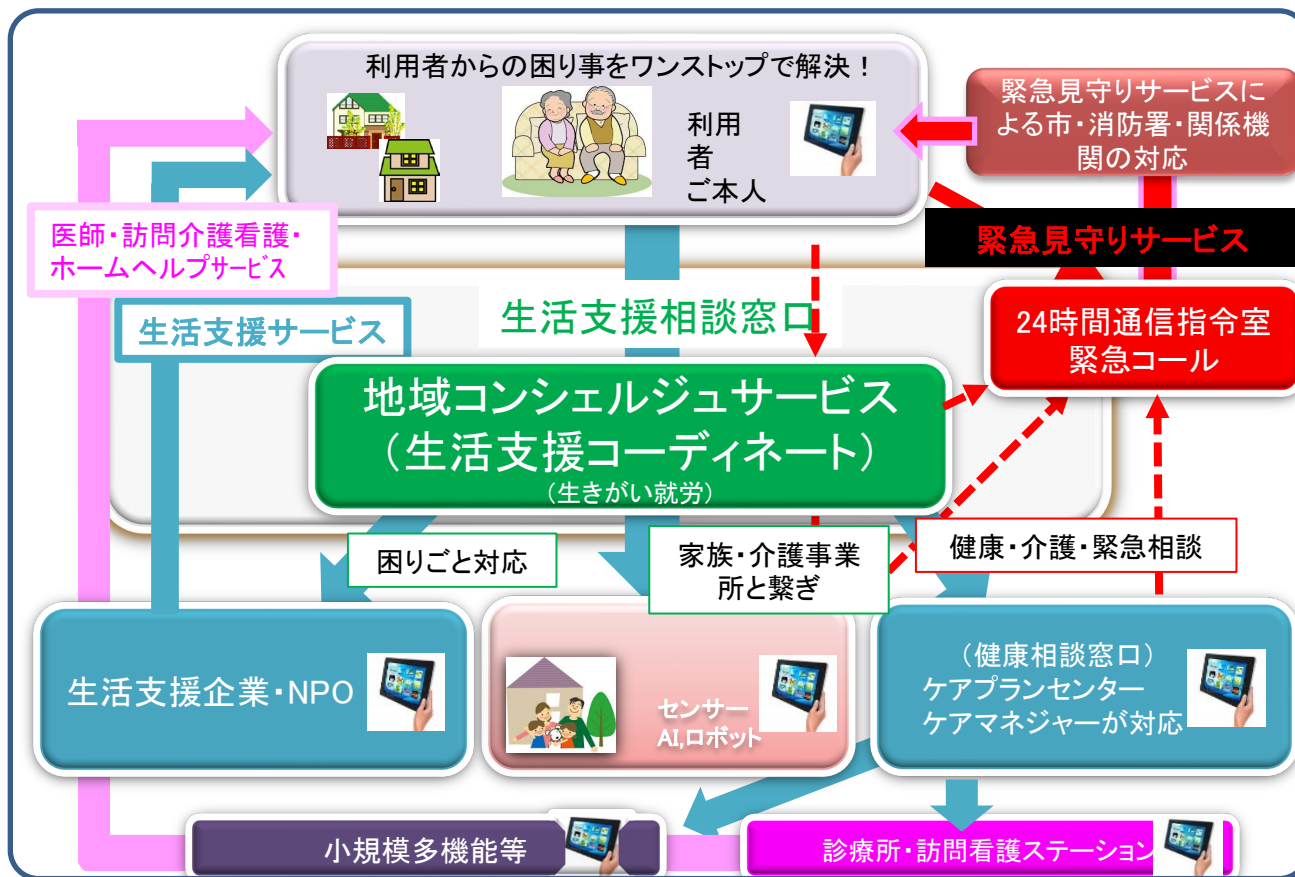 利用者からの困り事をワンストップで解決！
利用
者
ご本人
緊急見守りサービスに
よる市・消防署・関係機
関の対応
医師・訪問介護看護・
ホームヘルプサービス
緊急見守りサービス
生活支援サービス
生活支援相談窓口
24時間通信指令室
緊急コール
地域コンシェルジュサービス
（生活支援コーディネート）
（生きがい就労）
困りごと対応
家族・介護事業
所と繋ぎ
健康・介護・緊急相談
生活支援企業・NPO
センサー
AI,ロボット
（健康相談窓口）
ケアプランセンター
ケアマネジャーが対応
小規模多機能等
診療所・訪問看護ステーション